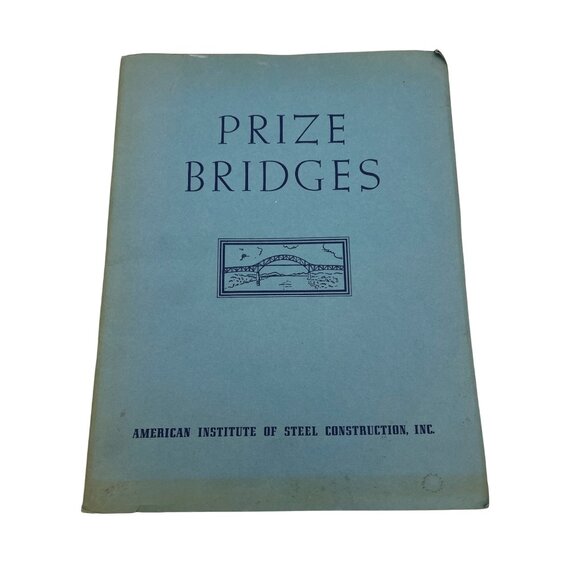 PRIZE
BRIDGES
AMERICAN INSTITUTE OF STEEL CONSTRUCTION, INC.